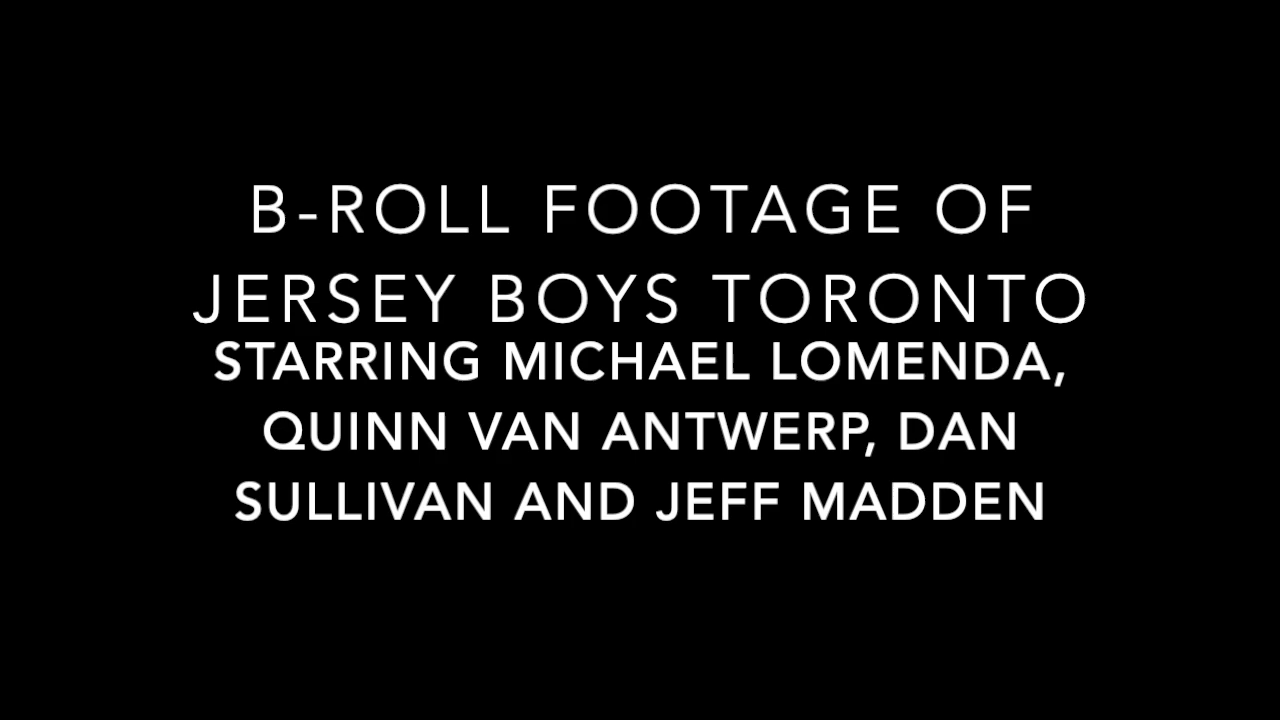 B-ROLL FOOTAGE OF
JERSEY BOYS TORONTO
STARRING MICHAEL LOMENDA,
QUINN VAN ANTWERP, DAN
SULLIVAN AND JEFF MADDEN